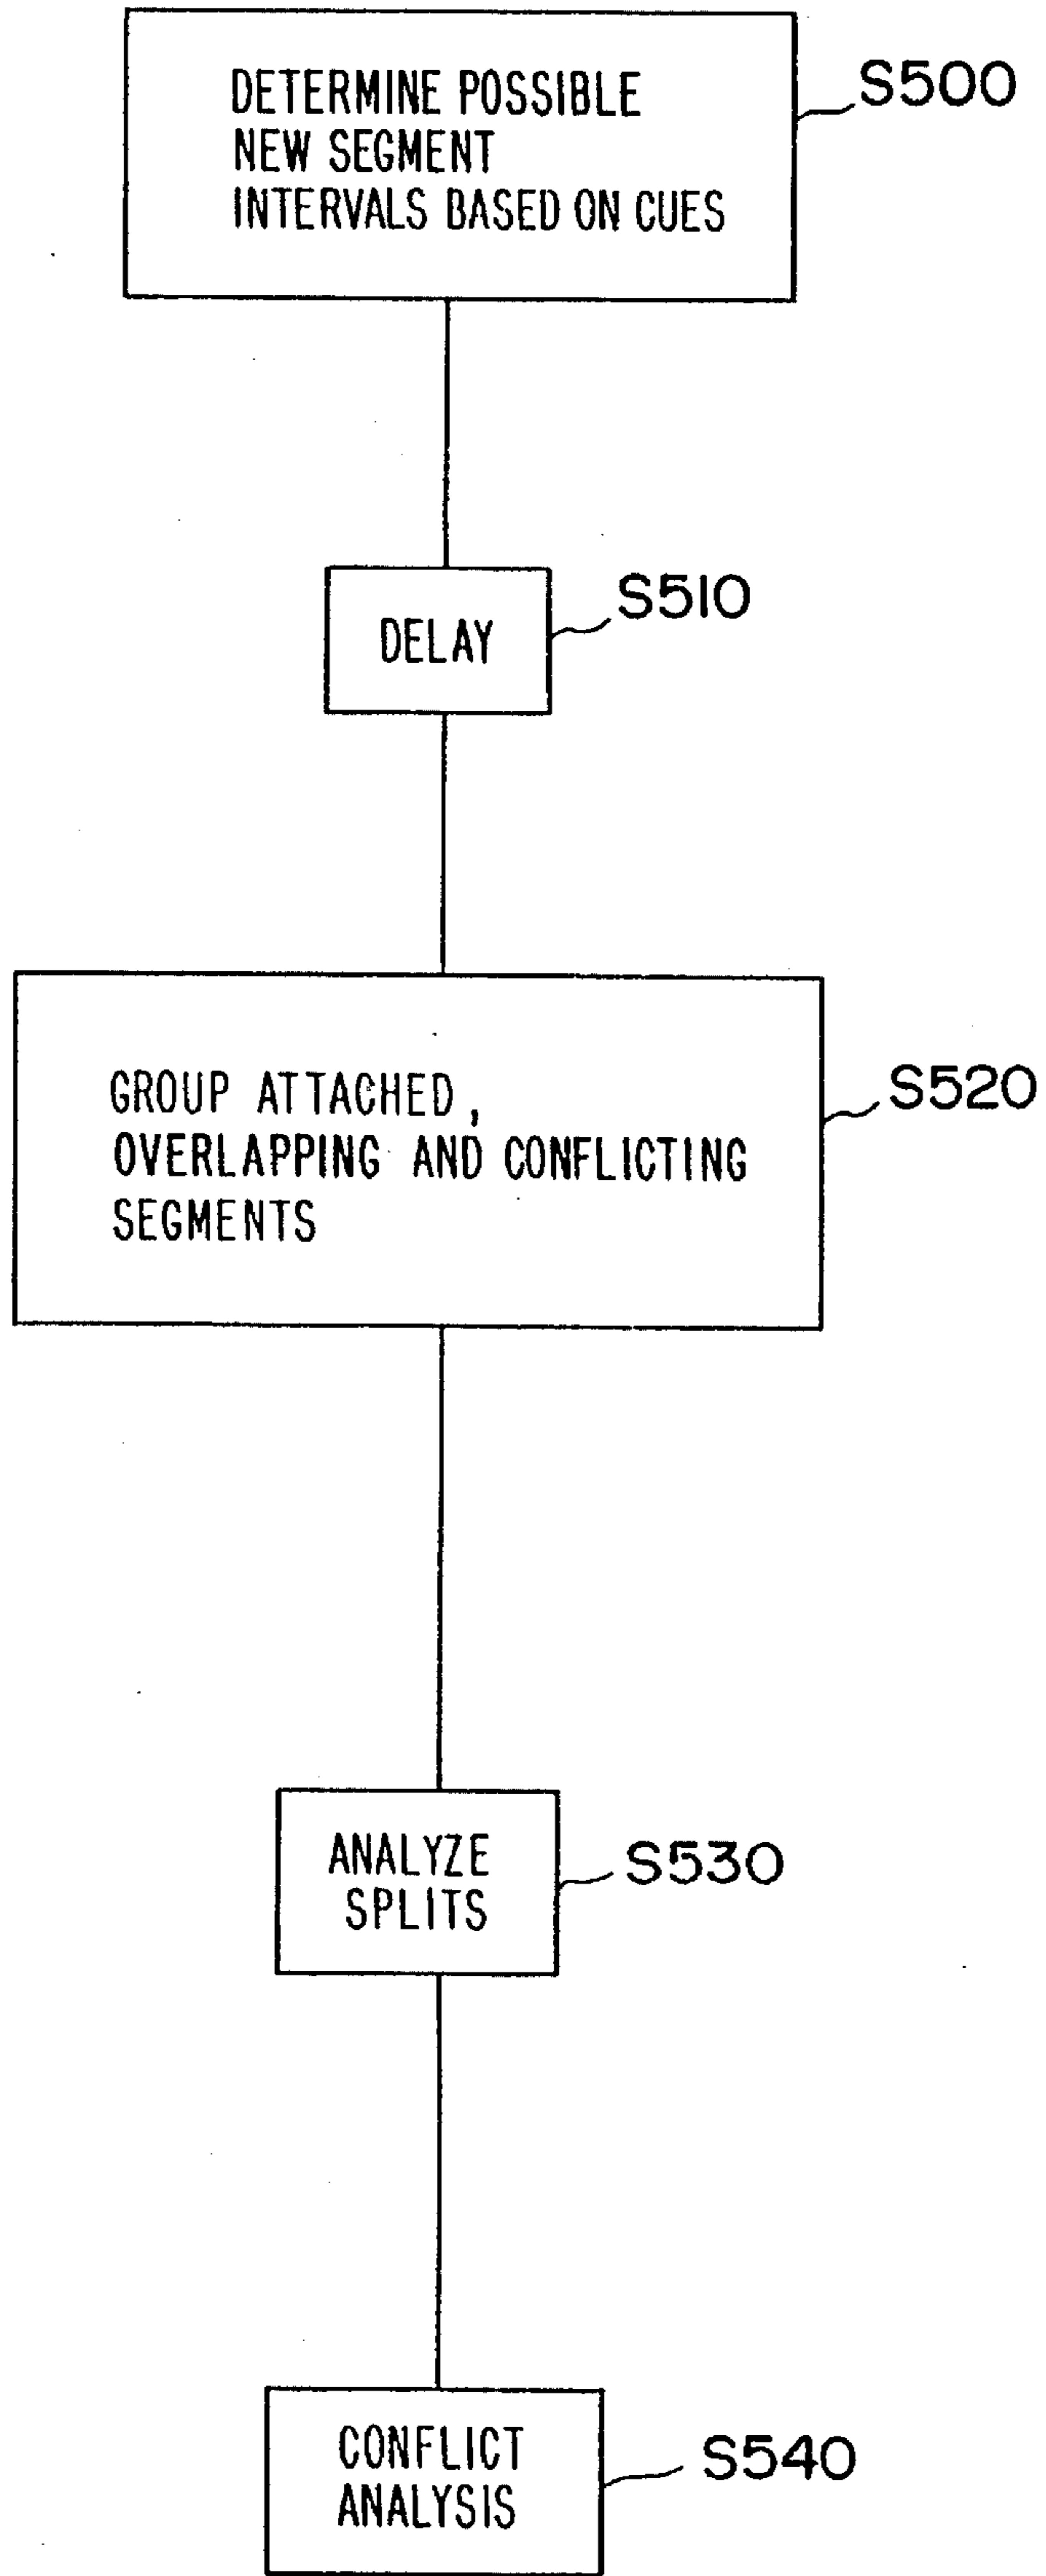 DETERMINE POSSIBLE
NEW SEGMENT
INTERVALS BASED ON CUES
S500
DELAY
S510
GROUP ATTACHED,
OVERLAPPING AND CONFLICTING
SEGMENTS
S520
ANALYZE
SPLITS
S530
CONFLICT
ANALYSIS
S540